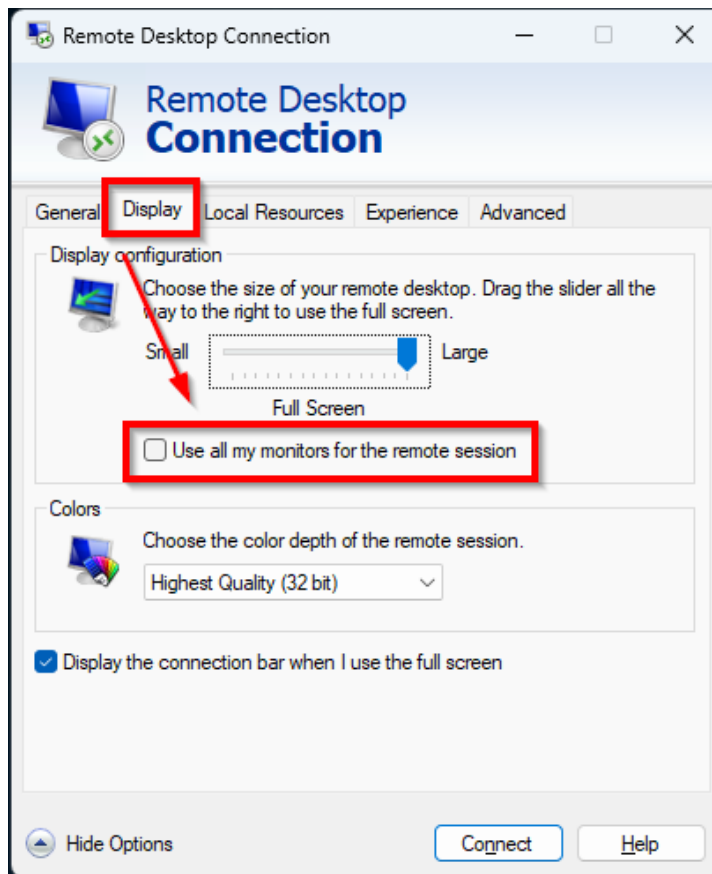 Remote Desktop Connection
Remote Desktop
Connection
General Display Local Resources Experience Advanced
Display configuration
Choose the size of your remote desktop. Drag the slider all the
way to the right to use the full screen.
Small Large
Full Screen
Use all my monitors for the remote session
Colors
Choose the color depth of the remote session.
Highest Quality (32 bit)
Display the connection bar when I use the full screen
Hide Options Connect Help